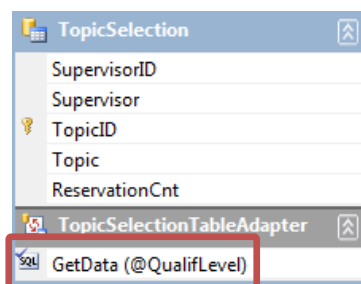 TopicSelection
SupervisorID
Supervisor
TopicID
Topic
ReservationCnt
TopicSelectionTableAdapter
SQL GetData (@QualifLevel)